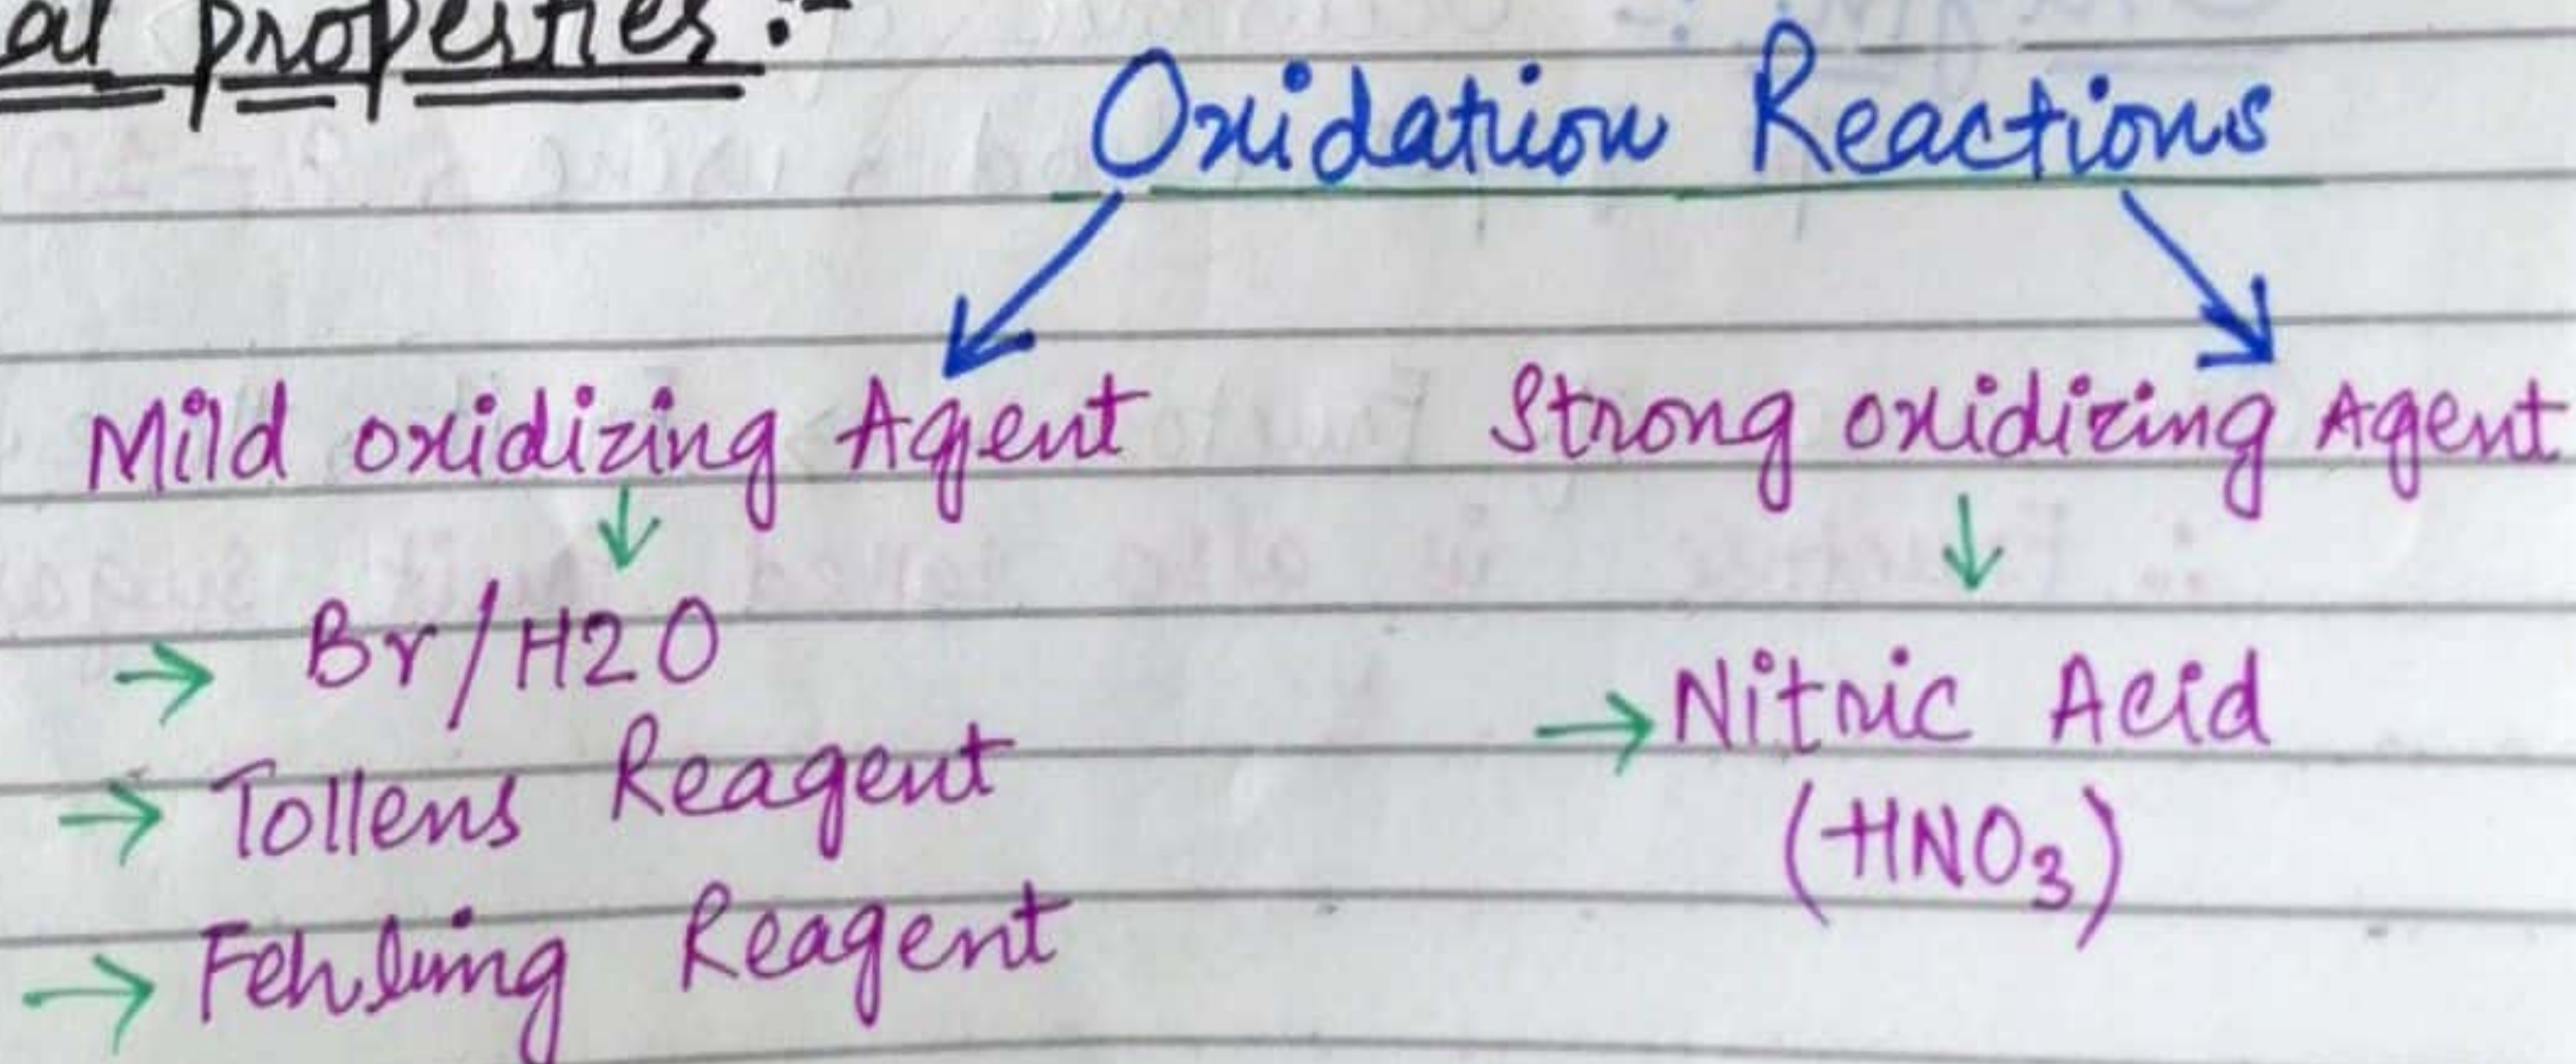 al properties :-
Oxidation Reactions
Mild oxidizing Agent
Strong oxidizing Agent
→ Br/H2O
→ Tollens Reagent
→ Fehling Reagent
→ Nitric Acid
(HNO₃)